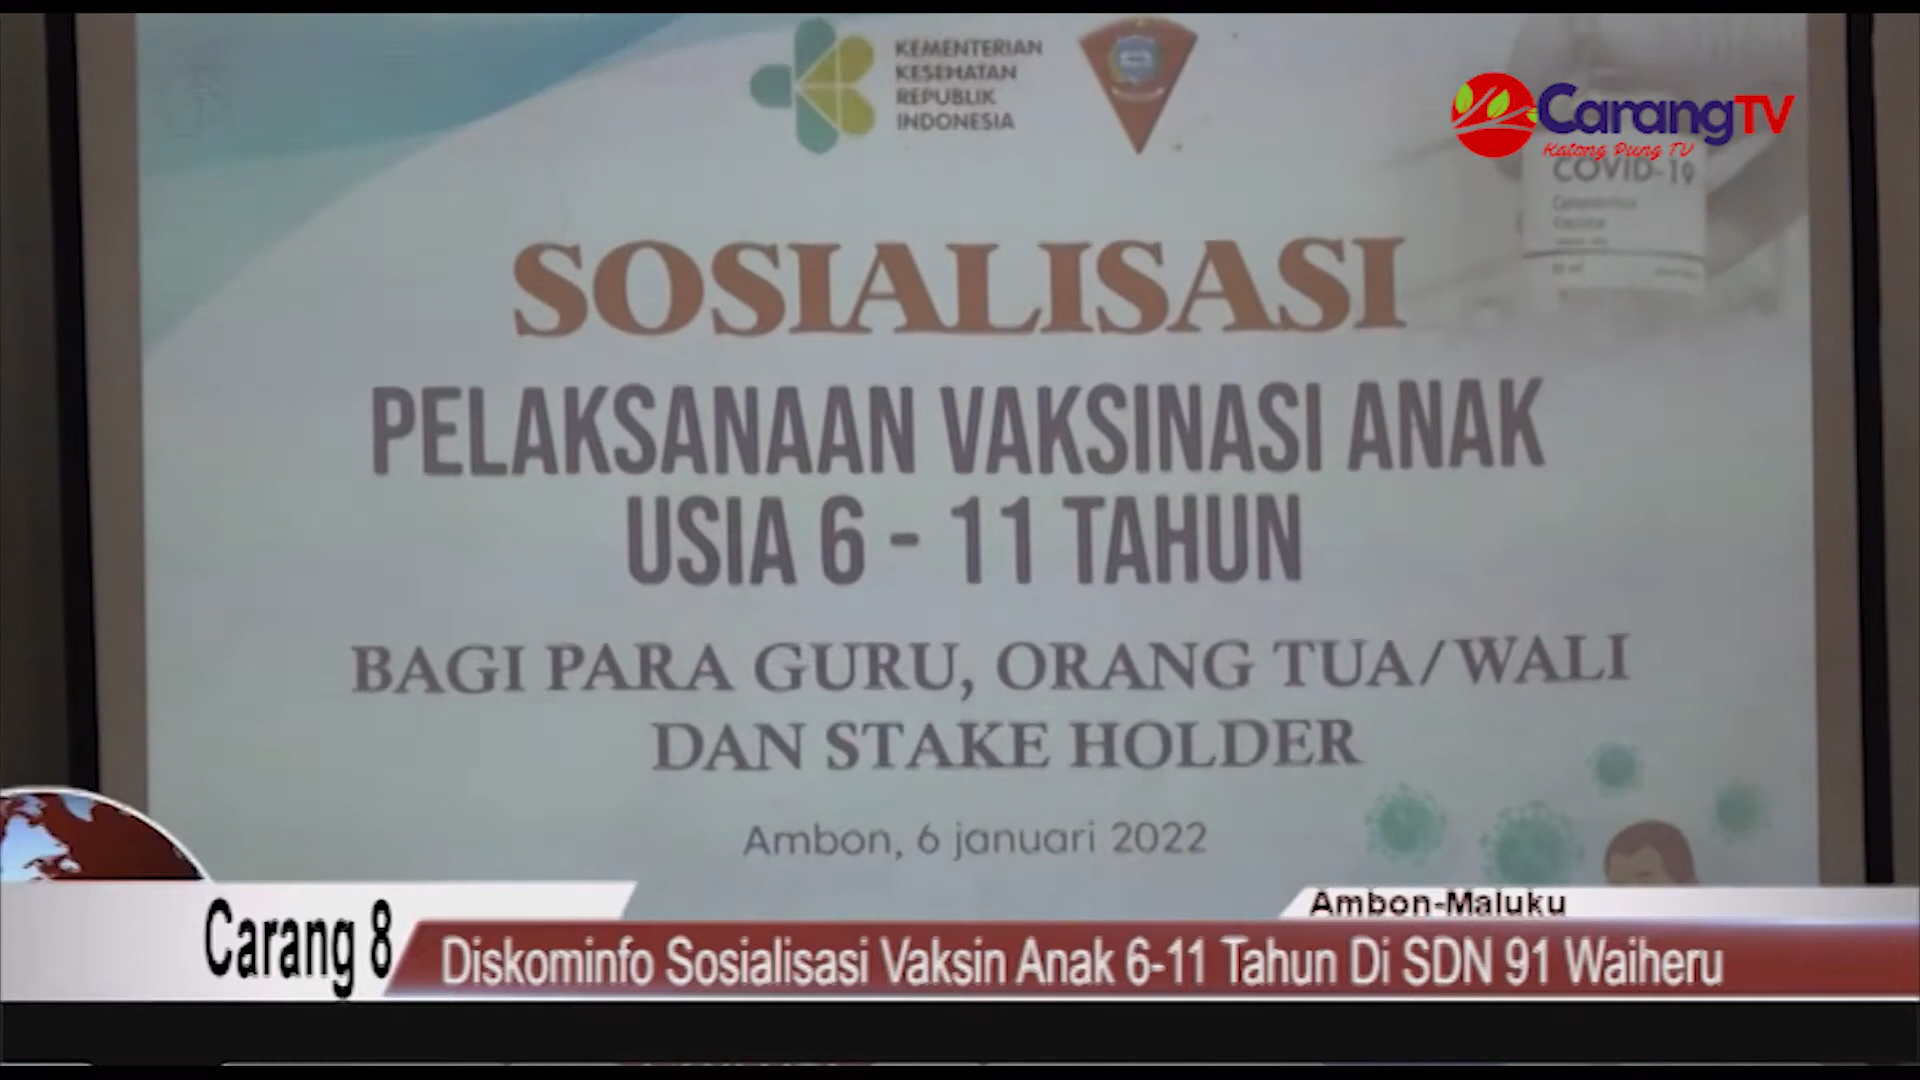 KEMENTERIAN
KESEHATAN
REPUBLIK
INDONESIA
CarangTV
Katong Pung TV
COVID-19
Coronavirus
Vaccine
SOSIALISASI
PELAKSANAAN VAKSINASI ANAK
USIA 6 - 11 TAHUN
BAGI PARA GURU, ORANG TUA/WALI
DAN STAKE HOLDER
Ambon, 6 januari 2022
Ambon-Maluku
Carang 8
Diskominfo Sosialisasi Vaksin Anak 6-11 Tahun Di SDN 91 Waiheru